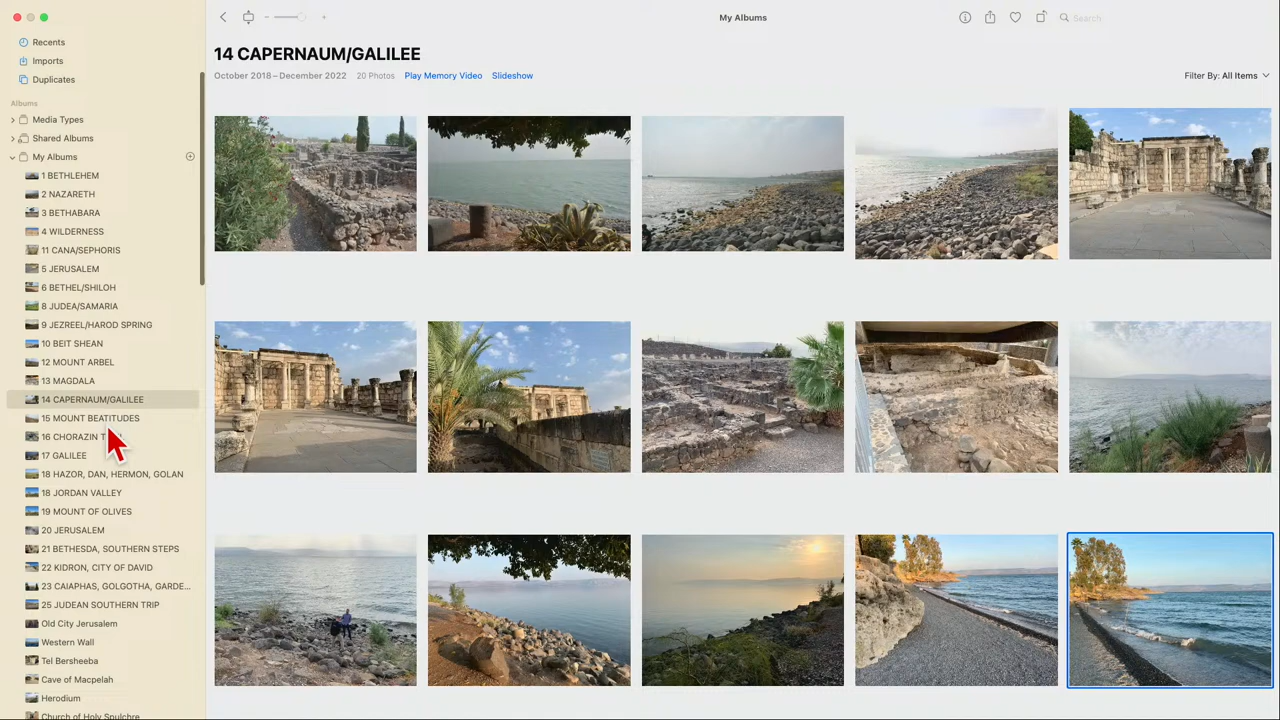 Recents
Imports
Duplicates
Albums
Media Types
Shared Albums
My Albums
1 BETHLEHEM
2 NAZARETH
3 BETHABARA
4 WILDERNESS
11 CANA/SEPHORIS
5 JERUSALEM
6 BETHEL/SHILOH
8 JUDEA/SAMARIA
9 JEZREEL/HAROD SPRING
10 BEIT SHEAN
12 MOUNT ARBEL
13 MAGDALA
14 CAPERNAUM/GALILEE
15 MOUNT BEATITUDES
16 CHORAZIN T
17 GALILEE
18 HAZOR, DAN, HERMON, GOLAN
18 JORDAN VALLEY
19 MOUNT OF OLIVES
20 JERUSALEM
21 BETHESDA, SOUTHERN STEPS
22 KIDRON, CITY OF DAVID
23 CAIAPHAS, GOLGOTHA, GARDE...
25 JUDEAN SOUTHERN TRIP
Old City Jerusalem
Western Wall
Tel Bersheeba
Cave of Macpelah
Herodium
Church of Holy Spulchre
My Albums
Search
14 CAPERNAUM/GALILEE
October 2018 – December 2022 20 Photos Play Memory Video Slideshow
Filter By: All Items